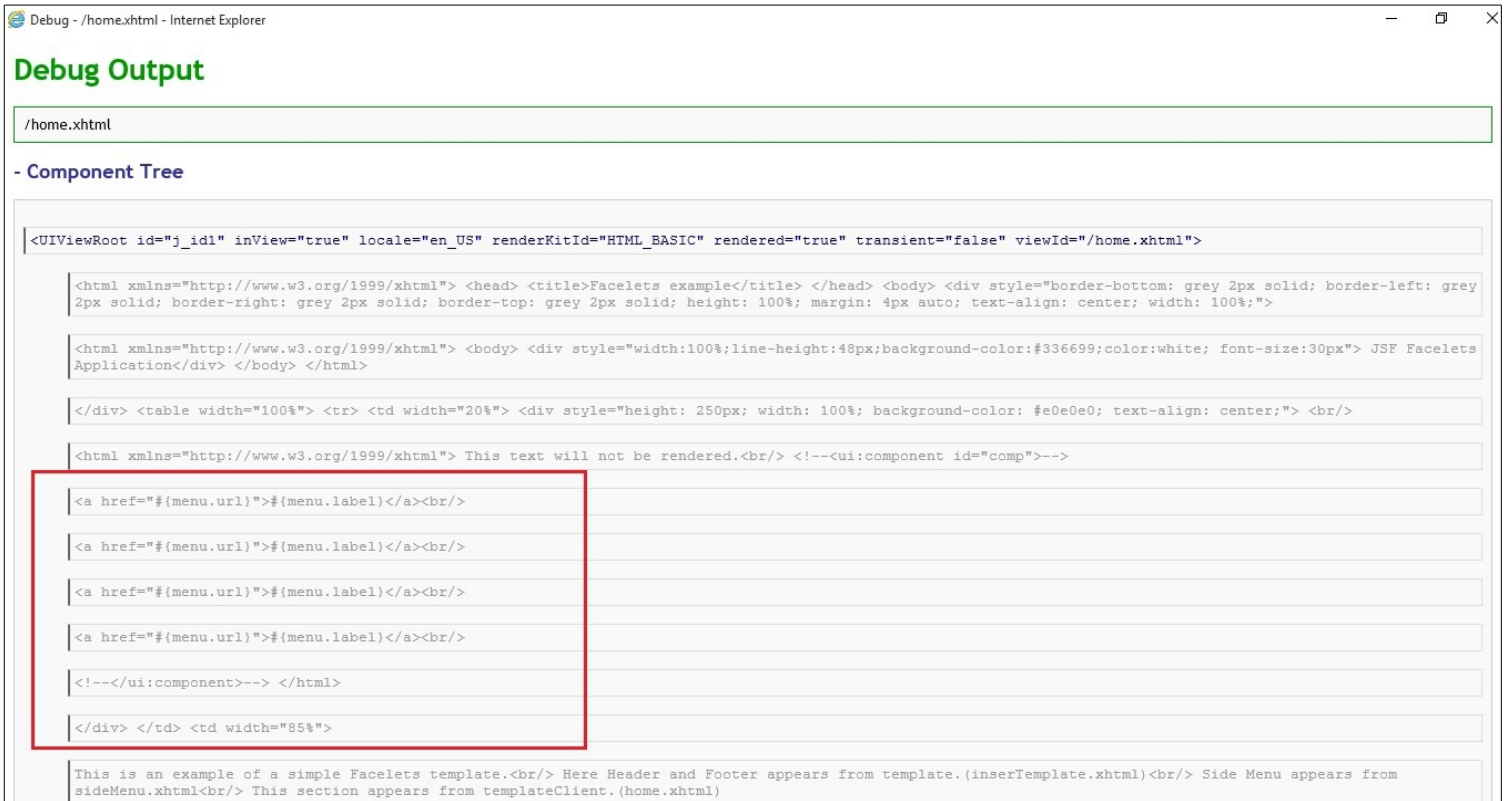 Debug - /home.xhtml - Internet Explorer
Debug Output
/home.xhtml
- Component Tree
<UIViewRoot id="j_id1" inView="true" locale="en_US" renderKitId="HTML_BASIC" rendered="true" transient="false" viewId="/home.xhtml">
<html xmlns="http://www.w3.org/1999/xhtml"> <head> <title>Facelets example</title> </head> <body> <div style="border-bottom: grey 2px solid; border-left: grey
2px solid; border-right: grey 2px solid; border-top: grey 2px solid; height: 100%; margin: 4px auto; text-align: center; width: 100%;">
<html xmlns="http://www.w3.org/1999/xhtml"> <body> <div style="width:100%;line-height:48px;background-color:#336699;color:white; font-size:30px"> JSF Facelets
Application</div> </body> </html>
</div> <table width="100%"> <tr> <td width="20%"> <div style="height: 250px; width: 100%; background-color: #e0e0e0; text-align: center;"> <br/>
<html xmlns="http://www.w3.org/1999/xhtml"> This text will not be rendered.<br/> <!--<ui:component id="comp">-->
<a href="#{menu.url}">#{menu.label}</a><br/>
<a href="#{menu.url}">#{menu.label}</a><br/>
<a href="#{menu.url}">#{menu.label}</a><br/>
<a href="#{menu.url}">#{menu.label}</a><br/>
<!--</ui:component>--> </html>
</div> </td> <td width="85%">
This is an example of a simple Facelets template.<br/> Here Header and Footer appears from template.(inserTemplate.xhtml)<br/> Side Menu appears from
sideMenu.xhtml<br/> This section appears from templateClient.(home.xhtml)